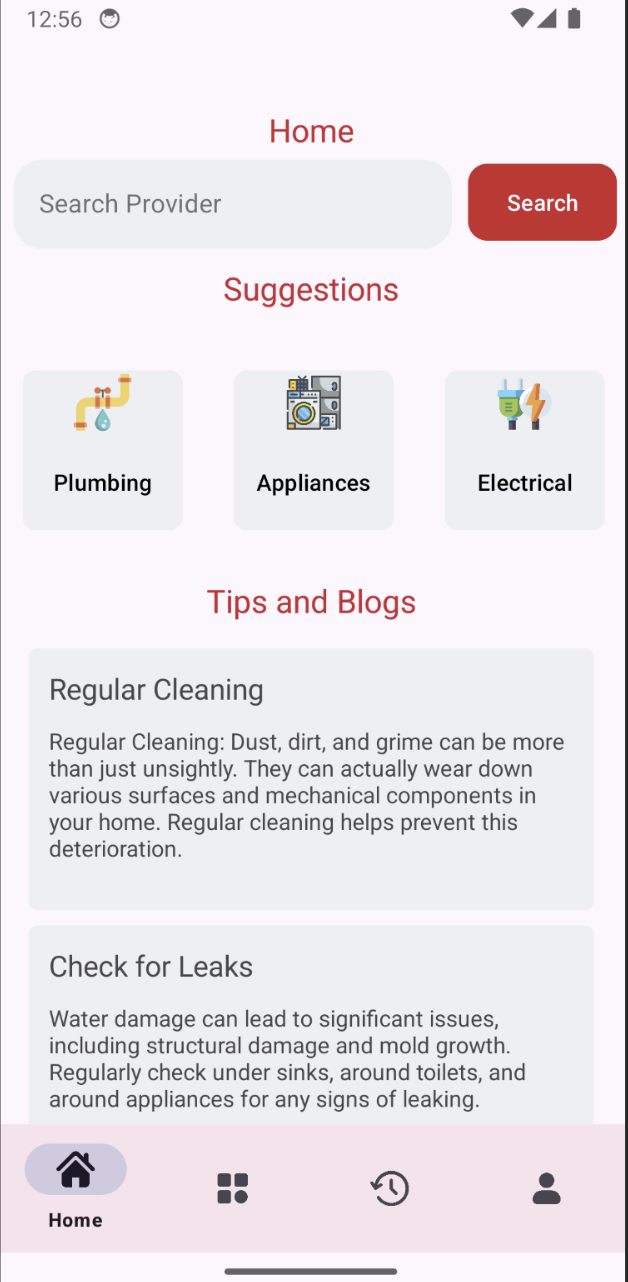 12:56
Home
Search Provider
Search
Suggestions
Plumbing
Appliances
Electrical
Tips and Blogs
Regular Cleaning
Regular Cleaning: Dust, dirt, and grime can be more
than just unsightly. They can actually wear down
various surfaces and mechanical components in
your home. Regular cleaning helps prevent this
deterioration.
Check for Leaks
Water damage can lead to significant issues,
including structural damage and mold growth.
Regularly check under sinks, around toilets, and
around appliances for any signs of leaking.
Home